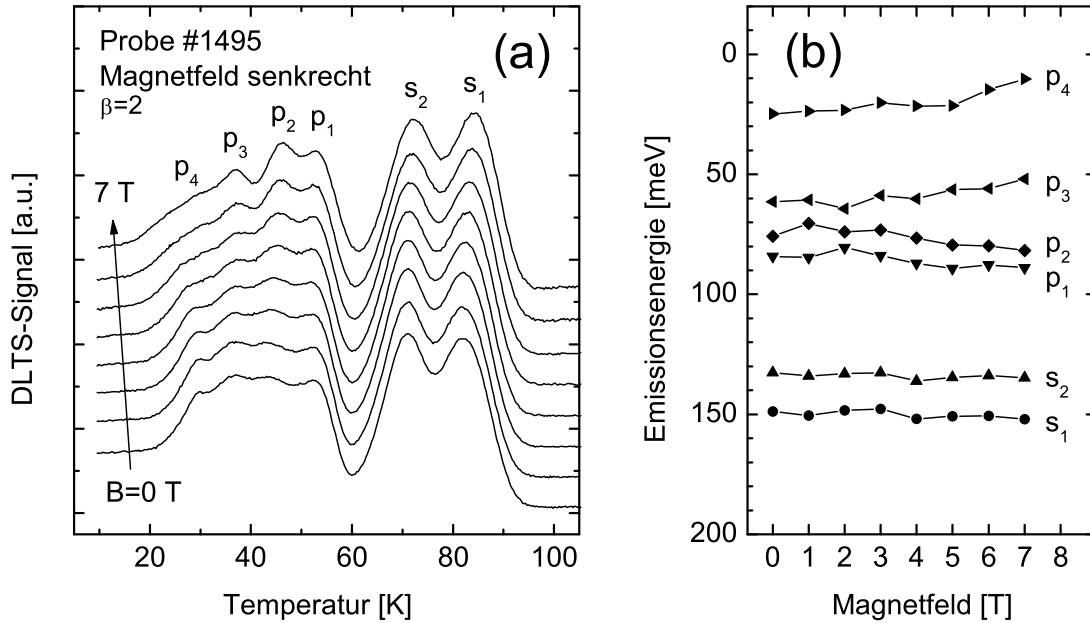 Probe #1495
Magnetfeld senkrecht
β=2
(a)
p₄
p₃
p₂
p₁
s₂
s₁
7 T
B=0 T
DLTS-Signal [a.u.]
20 40 60 80 100
Temperatur [K]
(b)
p₄
p₃
p₂
p₁
s₂
s₁
Emissionsenergie [meV]
0
50
100
150
200
0 1 2 3 4 5 6 7 8
Magnetfeld [T]